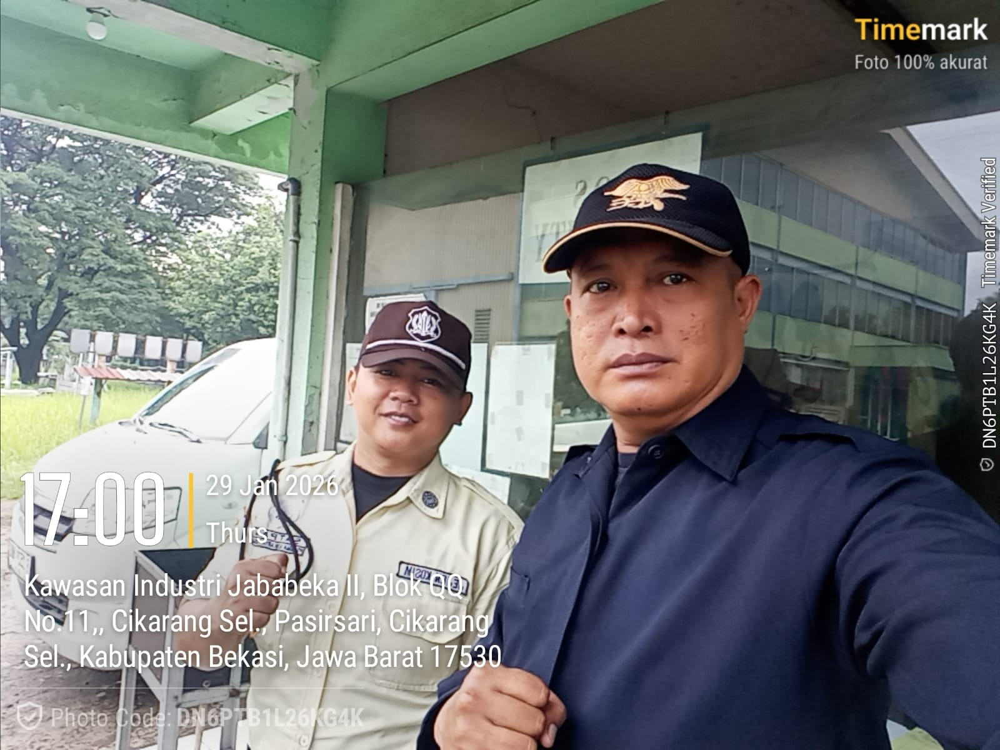 Timemark
Foto 100% akurat
17:00
29 Jan 2026
Thurs
Kawasan Industri Jababeka II, Blok QQ
No.11,, Cikarang Sel., Pasirsari, Cikarang
Sel., Kabupaten Bekasi, Jawa Barat 17530
Photo Code: DN6PTB1L26KG4K
DN6PTB1L26KG4K Timemark Verified